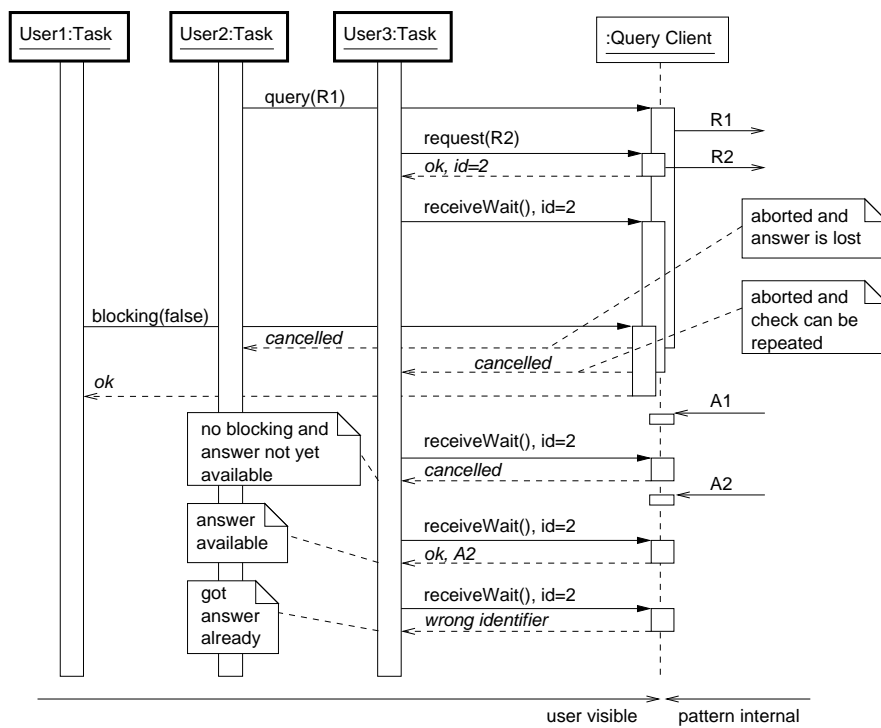 User1:Task
User2:Task
User3:Task
:Query Client
query(R1)
R1
request(R2)
R2
ok, id=2
receiveWait(), id=2
aborted and
answer is lost
aborted and
check can be
repeated
blocking(false)
cancelled
cancelled
ok
A1
no blocking and
answer not yet
available
receiveWait(), id=2
cancelled
A2
answer
available
receiveWait(), id=2
ok, A2
got
answer
already
receiveWait(), id=2
wrong identifier
user visible
pattern internal